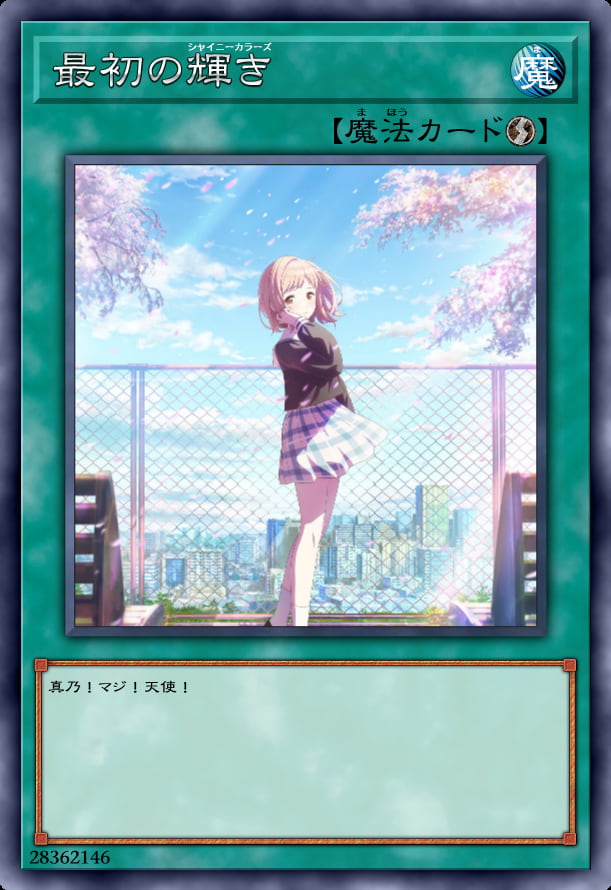 シャイニーカラーズ
最初の輝き
ま
魔
ま ほう
【魔法カード】
真乃！マジ！天使！
28362146